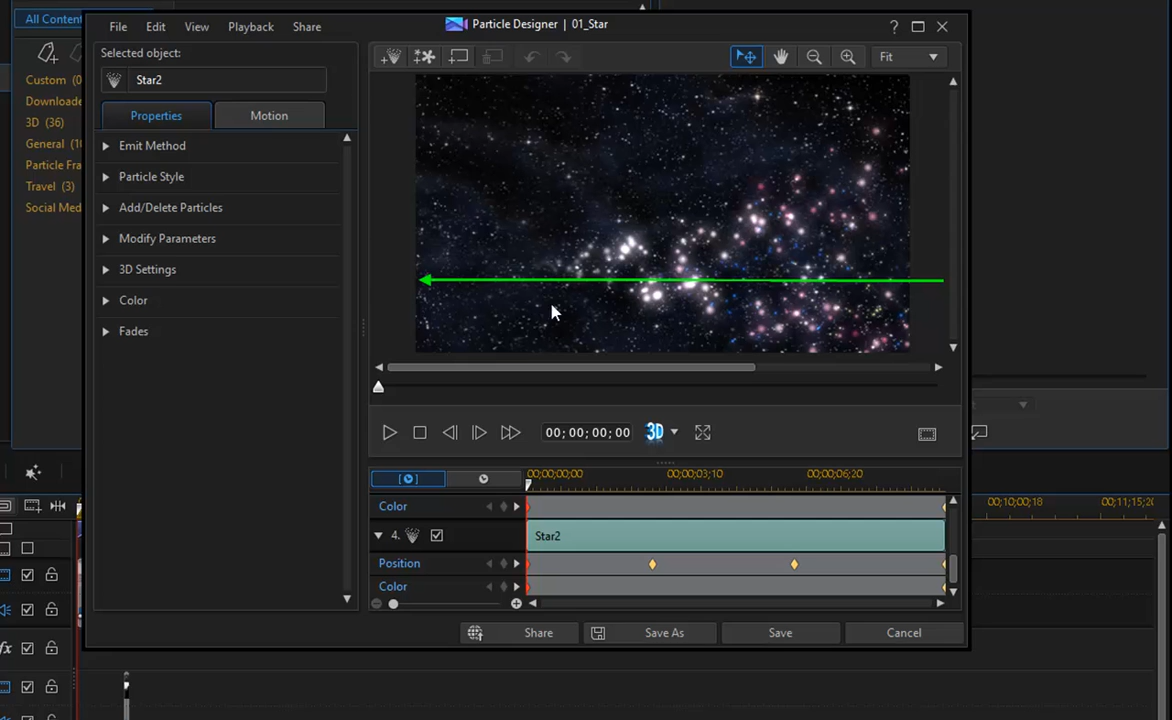 All Content
Particle Designer | 01_Star
File Edit View Playback Share
?
Selected object:
Star2
Fit
Properties Motion
Custom (0
Downloade
3D (36)
General (1
Particle Fra
Travel (3)
Social Med
Emit Method
Particle Style
Add/Delete Particles
Modify Parameters
3D Settings
Color
Fades
00;00;00;00
3D
00;00;00;00 00;00;03;10 00;00;06;20
Color
4. Star2
Position
Color
Share Save As Save Cancel
fx
00;10;00;18 00;11;15;20